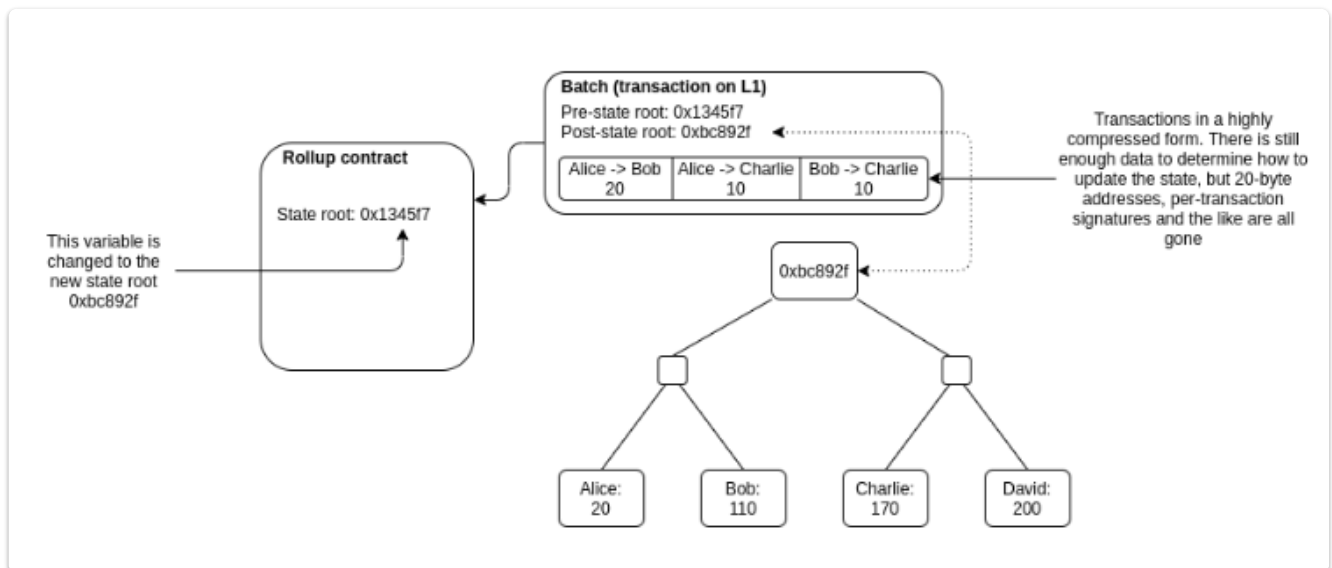 Batch (transaction on L1)
Pre-state root: 0x1345f7
Post-state root: 0xbc892f
Alice -> Bob
20
Alice -> Charlie
10
Bob -> Charlie
10
Transactions in a highly
compressed form. There is still
enough data to determine how to
update the state, but 20-byte
addresses, per-transaction
signatures and the like are all
gone
Rollup contract
State root: 0x1345f7
This variable is
changed to the
new state root
0xbc892f
0xbc892f
Alice:
20
Bob:
110
Charlie:
170
David:
200